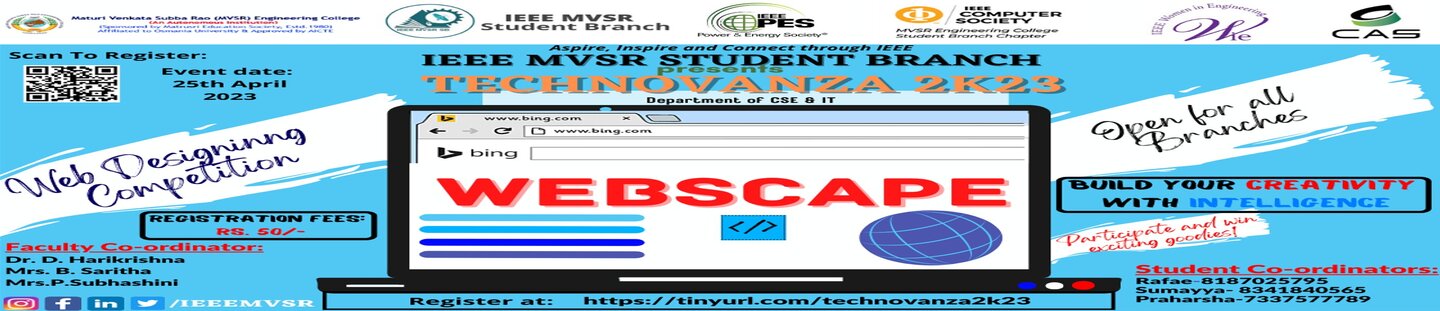 Maturi Venkata Subba Rao (MVSR) Engineering College
(An Autonomous Institution)
(Sponsored by Matrusri Education Society, Estd.1980)
Affiliated to Osmania University & Approved by AICTE
IEEE MVSR SB
IEEE MVSR
Student Branch
IEEE
PES
Power & Energy Society®
IEEE
COMPUTER
SOCIETY
MVSR Engineering College
Student Branch Chapter
IEEE Women in Engineering
WIe
CAS
Scan To Register:
Event date:
25th April
2023
Aspire, Inspire and Connect through IEEE
IEEE MVSR STUDENT BRANCH
presents
TECHNOVANZA 2K23
Department of CSE & IT
www.bing.com ×
www.bing.com
bing
WEBSCAPE
</>
Web Designinng
Competition
REGISTRATION FEES:
RS. 50/-
Faculty Co-ordinator:
Dr. D. Harikrishna
Mrs. B. Saritha
Mrs.P.Subhashini
/IEEEMVSR
Open for all
Branches
BUILD YOUR CREATIVITY
WITH INTELLIGENCE
Participate and win
exciting goodies!
Student Co-ordinators:
Rafae-8187025795
Sumayya- 8341840565
Praharsha-7337577789
Register at: https://tinyurl.com/technovanza2k23